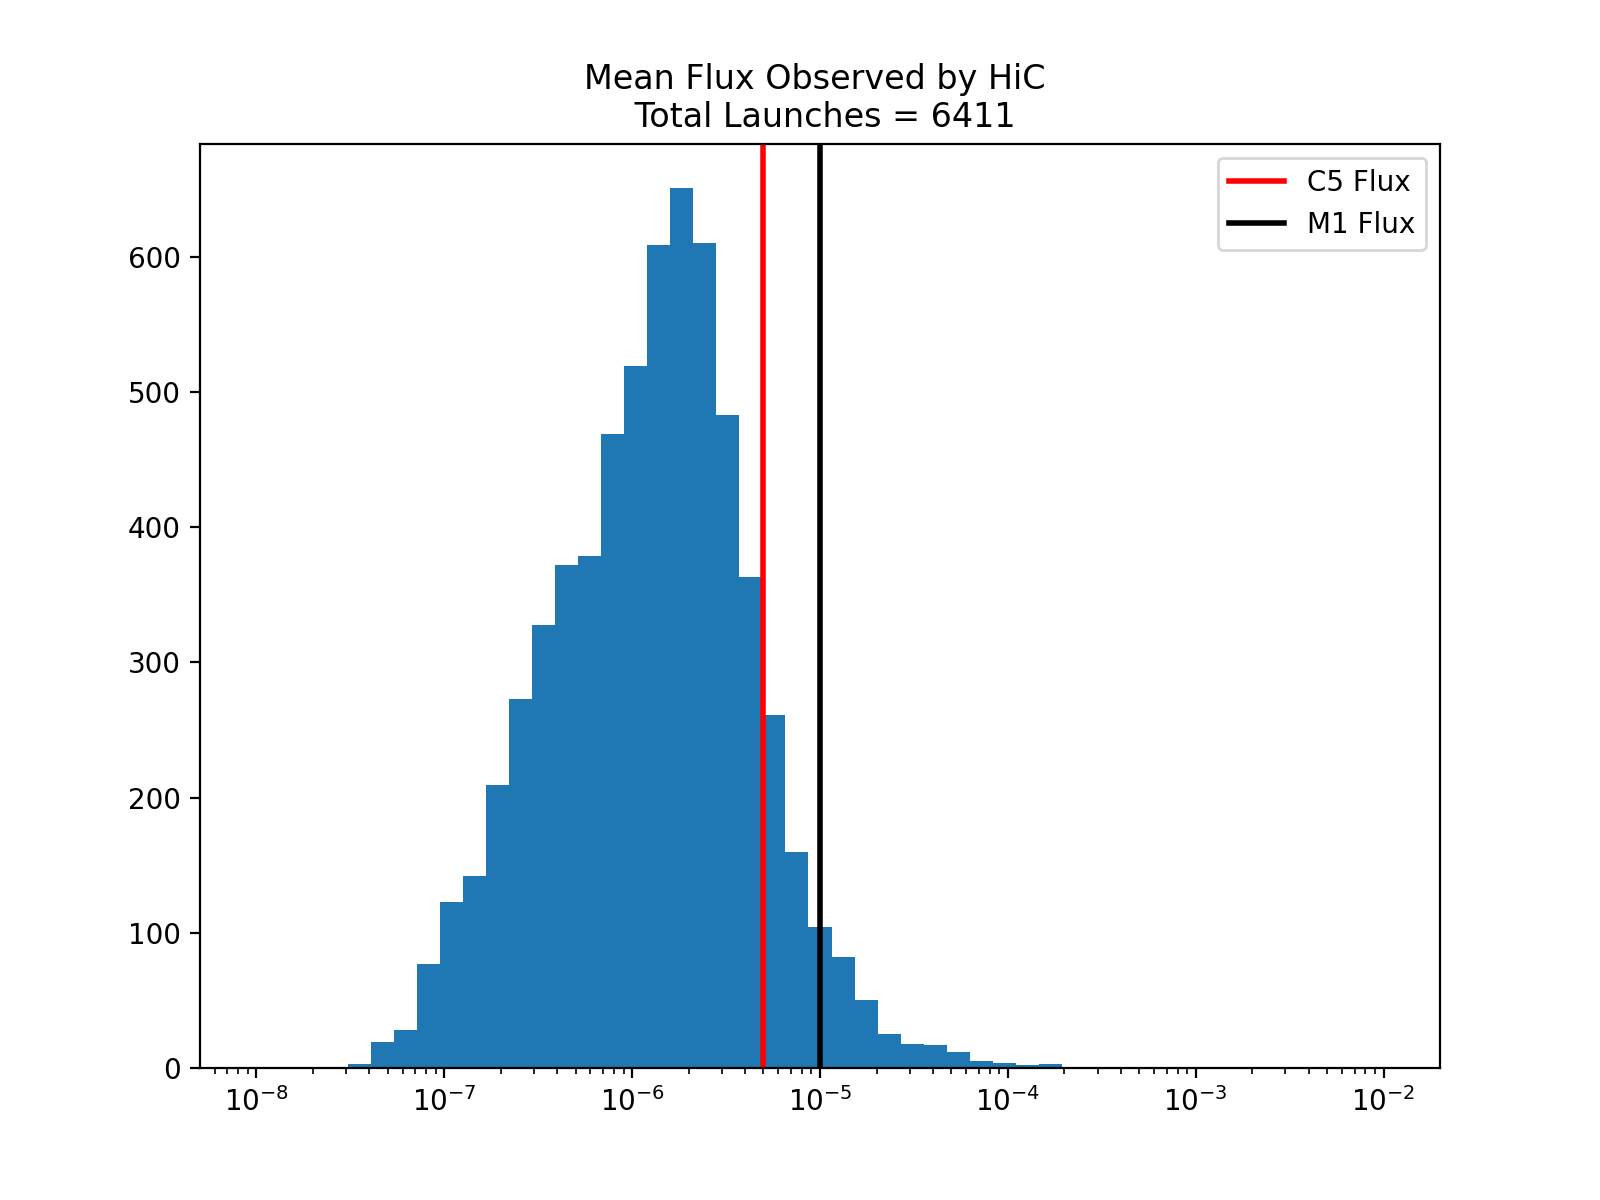 Mean Flux Observed by HiC
Total Launches = 6411
C5 Flux
M1 Flux
600
500
400
300
200
100
0
10⁻⁸ 10⁻⁷ 10⁻⁶ 10⁻⁵ 10⁻⁴ 10⁻³ 10⁻²